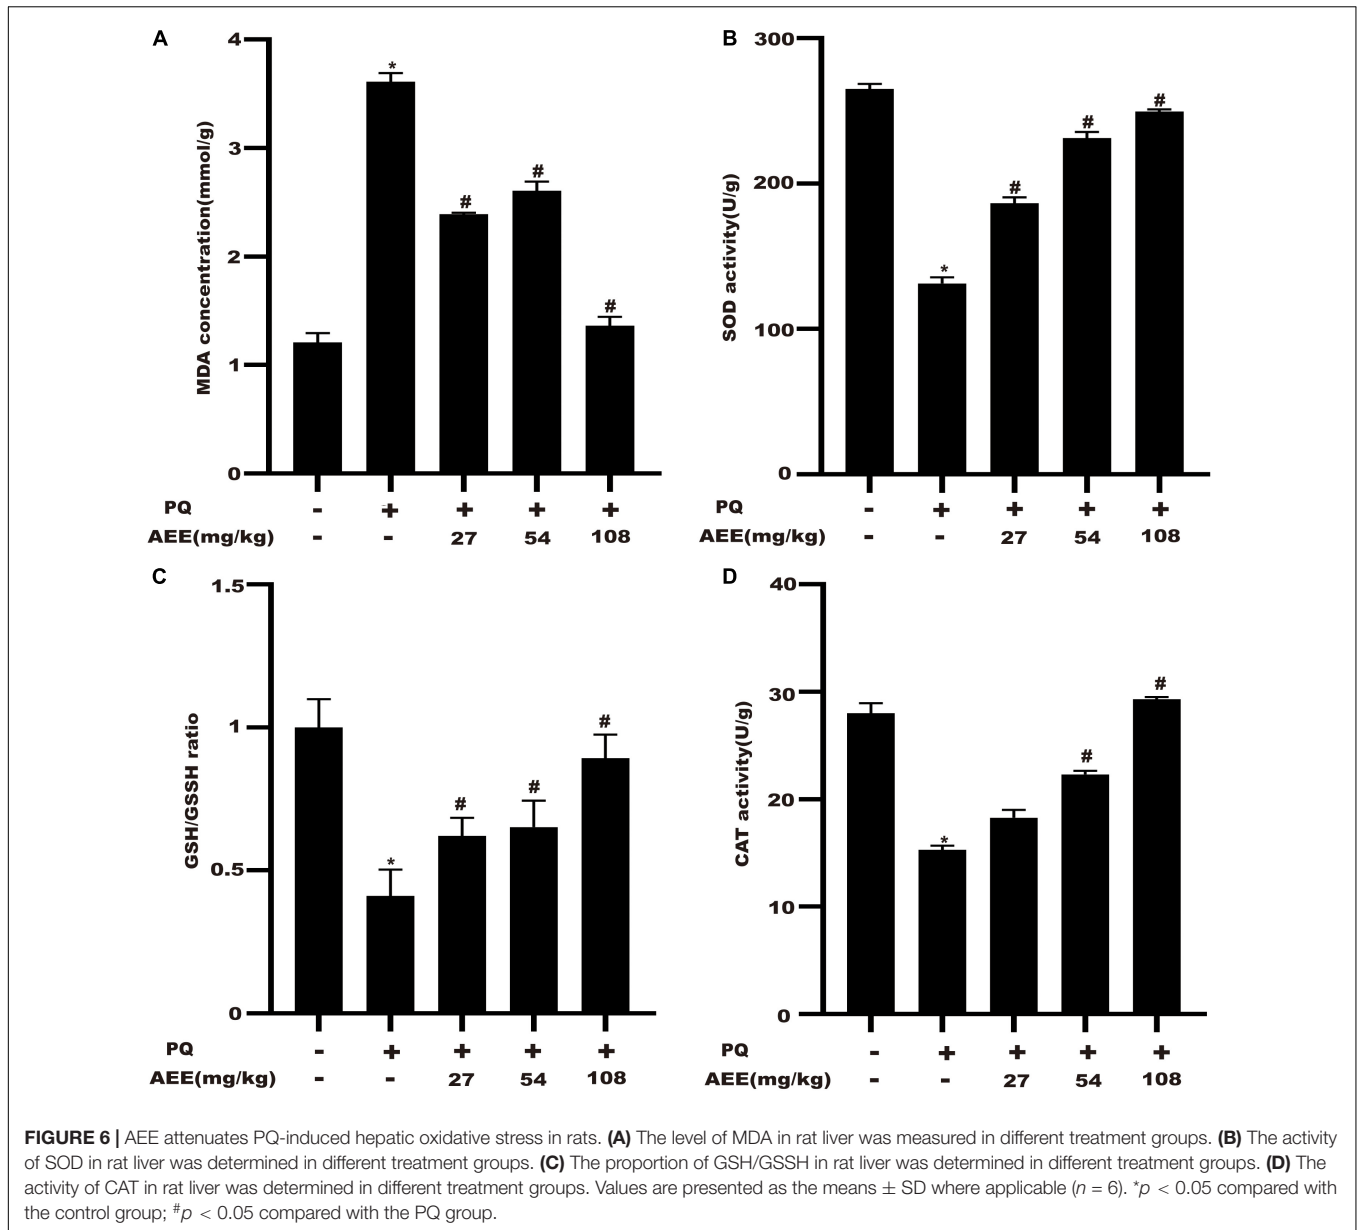 A
4
3
2
1
0
MDA concentration(mmol/g)
*
#
#
#
PQ - + + + +
AEE(mg/kg) - - 27 54 108
B
300
200
100
0
SOD activity(U/g)
*
#
#
#
PQ - + + + +
AEE(mg/kg) - - 27 54 108
C
1.5
1
0.5
0
GSH/GSSH ratio
*
#
#
#
PQ - + + + +
AEE(mg/kg) - - 27 54 108
D
40
30
20
10
0
CAT activity(U/g)
*
#
#
PQ - + + + +
AEE(mg/kg) - - 27 54 108
FIGURE 6 | AEE attenuates PQ-induced hepatic oxidative stress in rats. (A) The level of MDA in rat liver was measured in different treatment groups. (B) The activity
of SOD in rat liver was determined in different treatment groups. (C) The proportion of GSH/GSSH in rat liver was determined in different treatment groups. (D) The
activity of CAT in rat liver was determined in different treatment groups. Values are presented as the means ± SD where applicable (n = 6). *p < 0.05 compared with
the control group; #p < 0.05 compared with the PQ group.